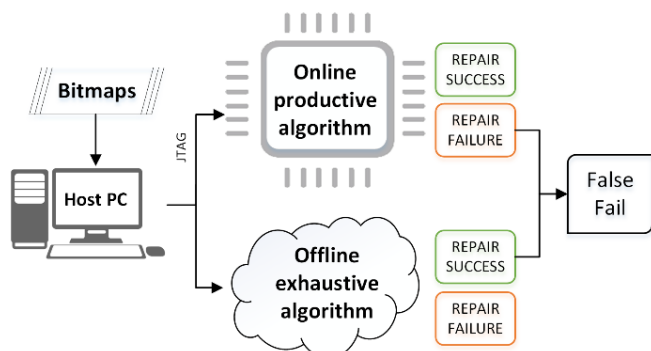 Bitmaps
Host PC
JTAG
Online
productive
algorithm
REPAIR
SUCCESS
REPAIR
FAILURE
Offline
exhaustive
algorithm
REPAIR
SUCCESS
REPAIR
FAILURE
False
Fail